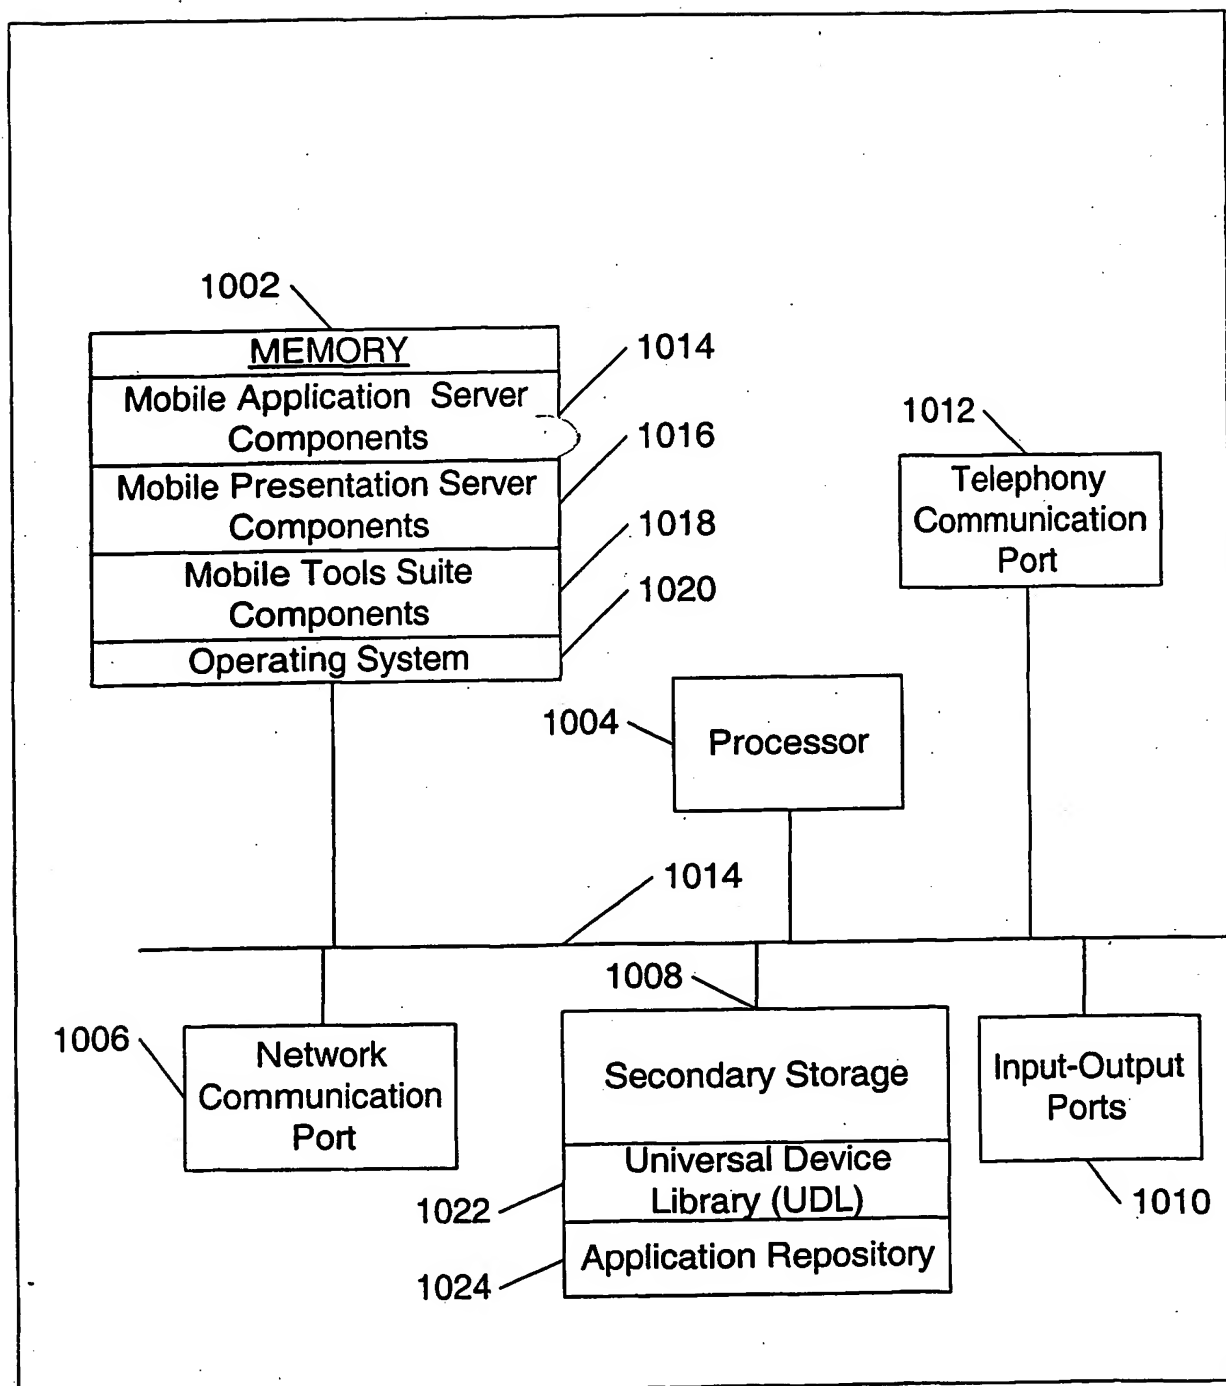 1002
MEMORY
1014
Mobile Application Server
Components
1012
1016
Mobile Presentation Server
Components
Telephony
Communication
Port
1018
Mobile Tools Suite
Components
1020
Operating System
1004
Processor
1014
1008
1006
Network
Communication
Port
Secondary Storage
Input-Output
Ports
Universal Device
Library (UDL)
1022
1010
Application Repository
1024